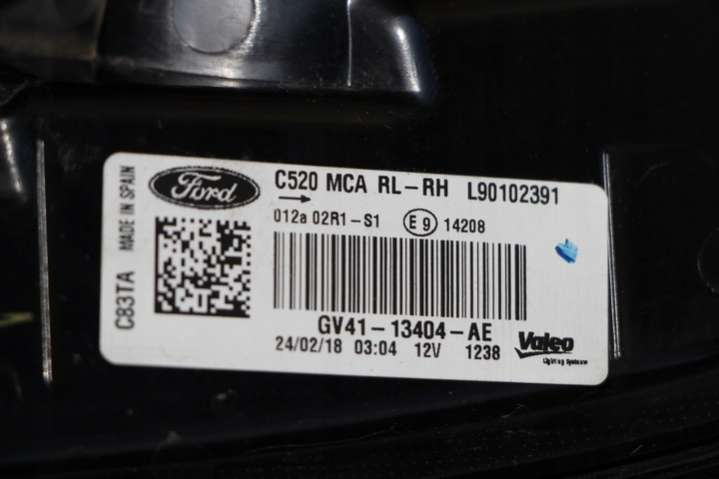 MADE IN SPAIN
C83TA
Ford
C520 MCA RL-RH L90102391
012a 02R1-S1 E9 14208
GV41-13404-AE
24/02/18 03:04 12V 1238
Valeo
Lighting Systems